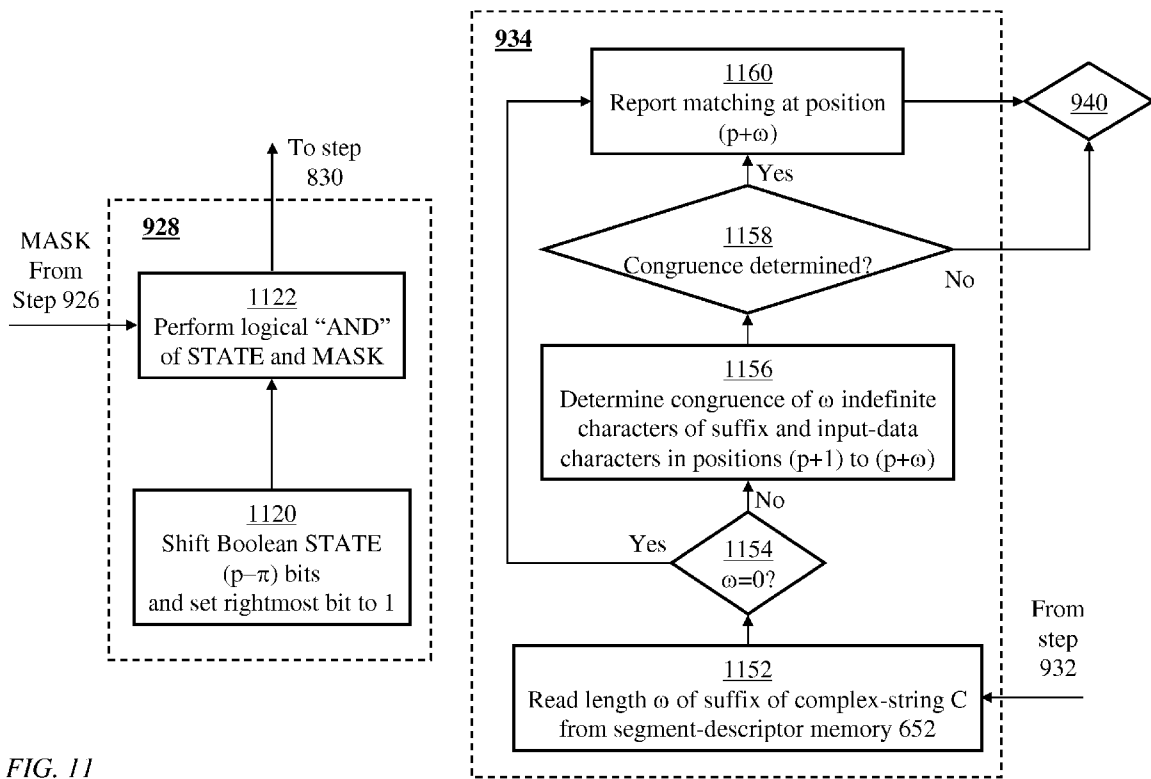 934
1160
Report matching at position
(p+ω)
940
To step
830
Yes
928
MASK
From
Step 926
1158
Congruence determined?
No
1122
Perform logical “AND”
of STATE and MASK
1156
Determine congruence of ω indefinite
characters of suffix and input-data
characters in positions (p+1) to (p+ω)
No
1120
Shift Boolean STATE
(p–π) bits
and set rightmost bit to 1
Yes
1154
ω=0?
From
step
932
1152
Read length ω of suffix of complex-string C
from segment-descriptor memory 652
FIG. 11